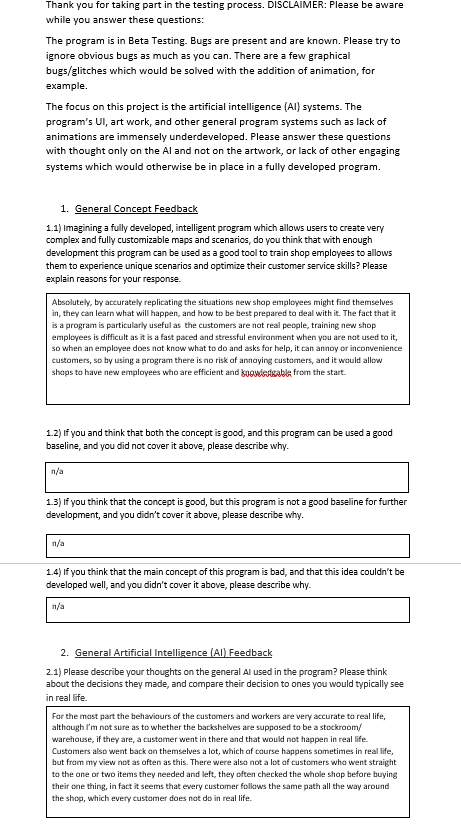 Thank you for taking part in the testing process. DISCLAIMER: Please be aware
while you answer these questions:
The program is in Beta Testing. Bugs are present and are known. Please try to
ignore obvious bugs as much as you can. There are a few graphical
bugs/glitches which would be solved with the addition of animation, for
example.
The focus on this project is the artificial intelligence (AI) systems. The
program's UI, art work, and other general program systems such as lack of
animations are immensely underdeveloped. Please answer these questions
with thought only on the AI and not on the artwork, or lack of other engaging
systems which would otherwise be in place in a fully developed program.
1. General Concept Feedback
1.1) Imagining a fully developed, intelligent program which allows users to create very
complex and fully customizable maps and scenarios, do you think that with enough
development this program can be used as a good tool to train shop employees to allows
them to experience unique scenarios and optimize their customer service skills? Please
explain reasons for your response.
Absolutely, by accurately replicating the situations new shop employees might find themselves
in, they can learn what will happen, and how to be best prepared to deal with it. The fact that it
is a program is particularly useful as the customers are not real people, training new shop
employees is difficult as it is a fast paced and stressful environment when you are not used to it,
so when an employee does not know what to do and asks for help, it can annoy or inconvenience
customers, so by using a program there is no risk of annoying customers, and it would allow
shops to have new employees who are efficient and knowledgable from the start.
1.2) If you and think that both the concept is good, and this program can be used a good
baseline, and you did not cover it above, please describe why.
n/a
1.3) If you think that the concept is good, but this program is not a good baseline for further
development, and you didn't cover it above, please describe why.
n/a
1.4) If you think that the main concept of this program is bad, and that this idea couldn't be
developed well, and you didn't cover it above, please describe why.
n/a
2. General Artificial Intelligence (AI) Feedback
2.1) Please describe your thoughts on the general AI used in the program? Please think
about the decisions they made, and compare their decision to ones you would typically see
in real life.
For the most part the behaviours of the customers and workers are very accurate to real life,
although I'm not sure as to whether the backshelves are supposed to be a stockroom/
warehouse, if they are, a customer went in there and that would not happen in real life.
Customers also went back on themselves a lot, which of course happens sometimes in real life,
but from my view not as often as this. There were also not a lot of customers who went straight
to the one or two items they needed and left, they often checked the whole shop before buying
their one thing, in fact it seems that every customer follows the same path all the way around
the shop, which every customer does not do in real life.